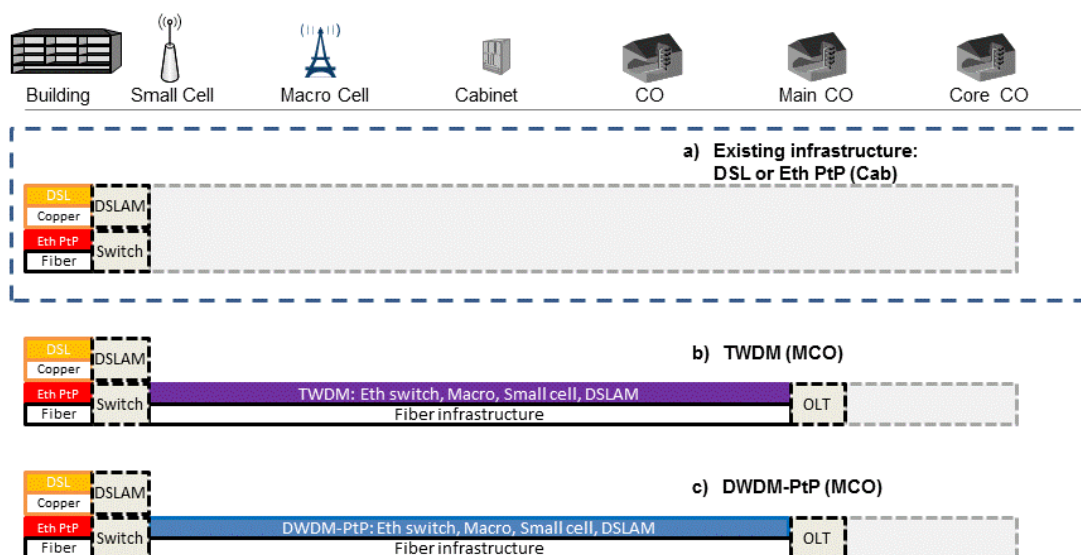 Building Small Cell Macro Cell Cabinet CO Main CO Core CO
a) Existing infrastructure:
DSL or Eth PtP (Cab)
DSL
Copper
DSLAM
Eth PtP
Fiber
Switch
b) TWDM (MCO)
DSL
Copper
DSLAM
Eth PtP
Fiber
Switch
TWDM: Eth switch, Macro, Small cell, DSLAM
Fiber infrastructure
OLT
c) DWDM-PtP (MCO)
DSL
Copper
DSLAM
Eth PtP
Fiber
Switch
DWDM-PtP: Eth switch, Macro, Small cell, DSLAM
Fiber infrastructure
OLT